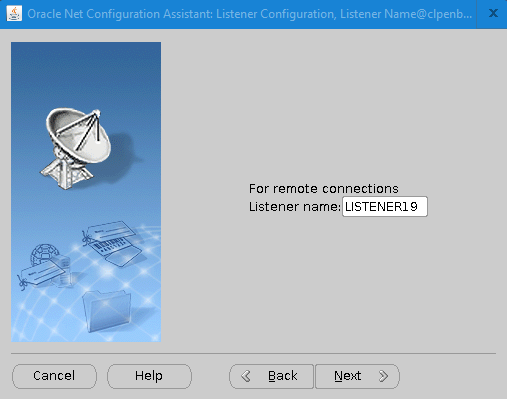 Oracle Net Configuration Assistant: Listener Configuration, Listener Name@clpenb...
For remote connections
Listener name: LISTENER19
Cancel Help Back Next